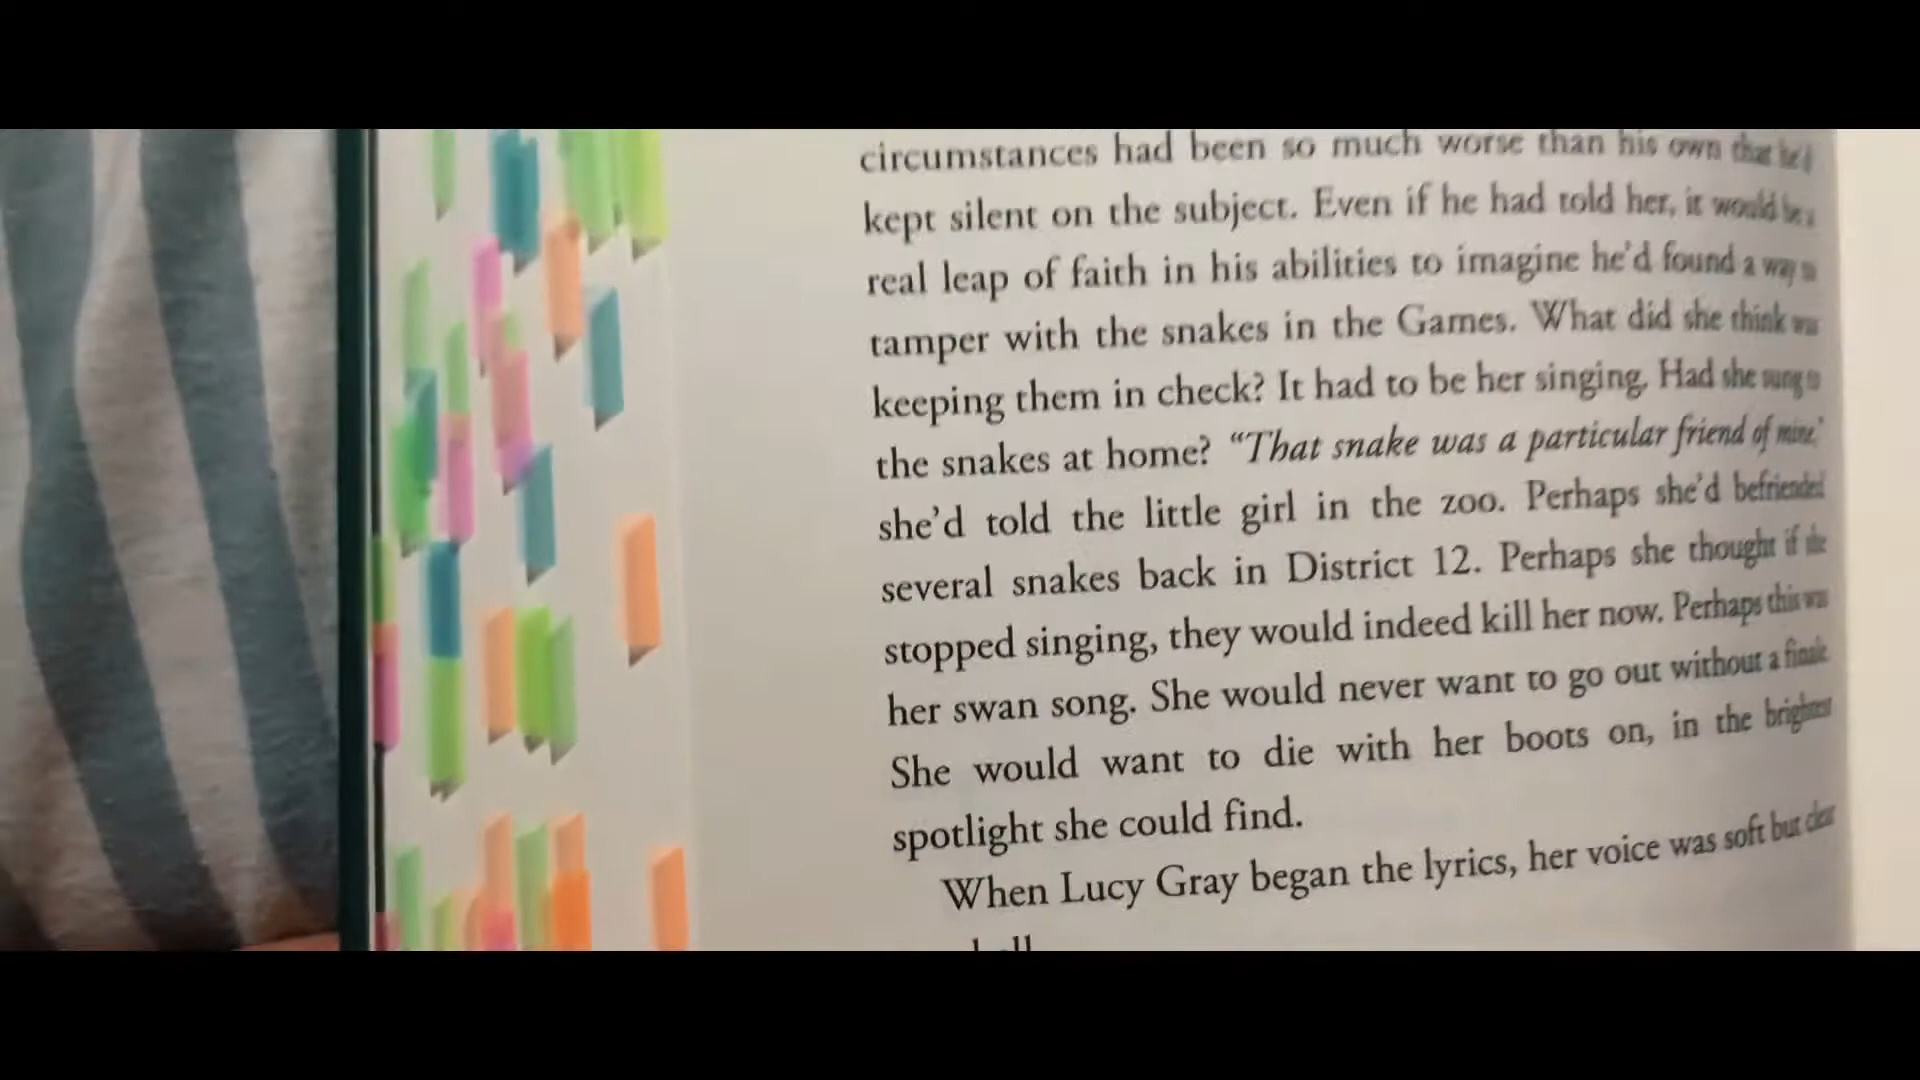 circumstances had been so much worse than his own that he'd
kept silent on the subject. Even if he had told her, it would be a
real leap of faith in his abilities to imagine he'd found a way to
tamper with the snakes in the Games. What did she think was
keeping them in check? It had to be her singing. Had she sung to
the snakes at home? “That snake was a particular friend of mine,”
she'd told the little girl in the zoo. Perhaps she'd befriended
several snakes back in District 12. Perhaps she thought if she
stopped singing, they would indeed kill her now. Perhaps this was
her swan song. She would never want to go out without a finale.
She would want to die with her boots on, in the brightest
spotlight she could find.
When Lucy Gray began the lyrics, her voice was soft but clear